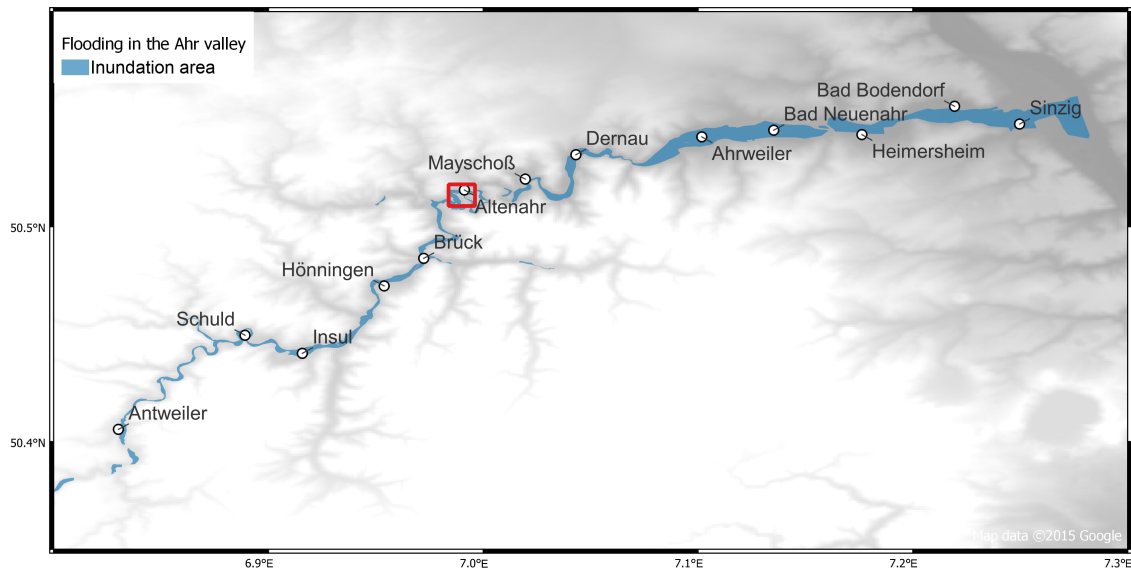 Flooding in the Ahr valley
Inundation area
Bad Bodendorf
Sinzig
Bad Neuenahr
Dernau
Ahrweiler
Heimersheim
Mayschoß
Altenahr
50.5°N
Brück
Hönningen
Schuld
Insul
Antweiler
50.4°N
Map data ©2015 Google
6.9°E
7.0°E
7.1°E
7.2°E
7.3°E